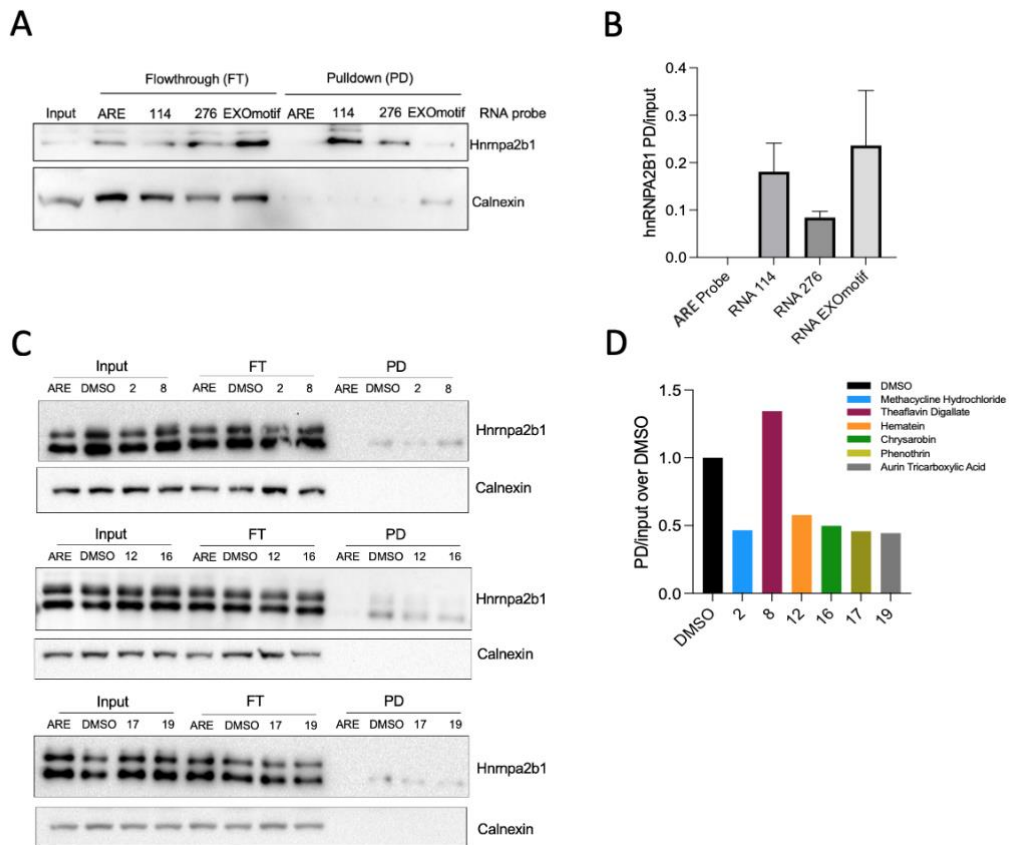 A
Flowthrough (FT) Pulldown (PD)
Input ARE 114 276 EXOmotif ARE 114 276 EXOmotif RNA probe
Hnrnpa2b1
Calnexin
B
hnRNPA2B1 PD/input
0.4
0.3
0.2
0.1
0.0
ARE Probe
RNA 114
RNA 276
RNA EXOmotif
C
Input FT PD
ARE DMSO 2 8 ARE DMSO 2 8 ARE DMSO 2 8
Hnrnpa2b1
Calnexin
Input FT PD
ARE DMSO 12 16 ARE DMSO 12 16 ARE DMSO 12 16
Hnrnpa2b1
Calnexin
Input FT PD
ARE DMSO 17 19 ARE DMSO 17 19 ARE DMSO 17 19
Hnrnpa2b1
Calnexin
D
PD/input over DMSO
1.5
1.0
0.5
0.0
DMSO
2
8
12
16
17
19
DMSO
Methacycline Hydrochloride
Theaflavin Digallate
Hematein
Chrysarobin
Phenothrin
Aurin Tricarboxylic Acid